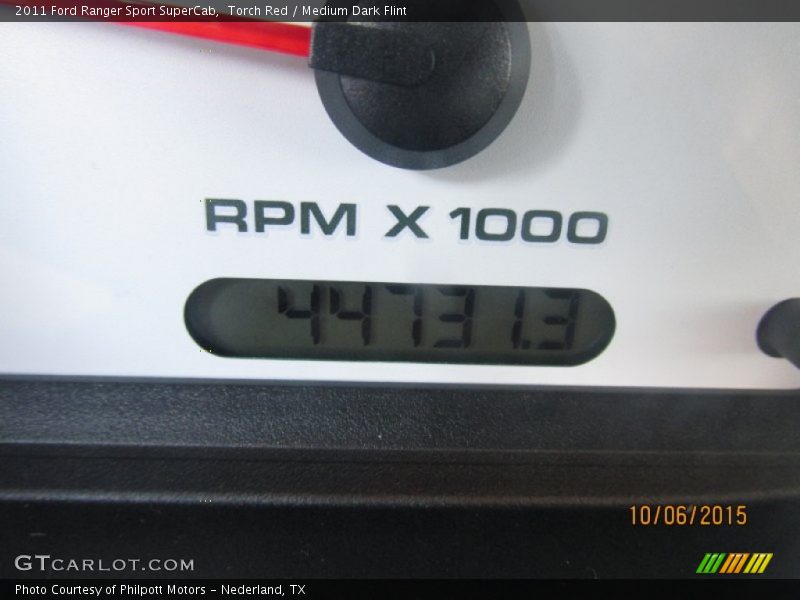 2011 Ford Ranger Sport SuperCab, Torch Red / Medium Dark Flint
RPM X 1000
44731.3
10/06/2015
GTCARLOT.COM
Photo Courtesy of Philpott Motors - Nederland, TX